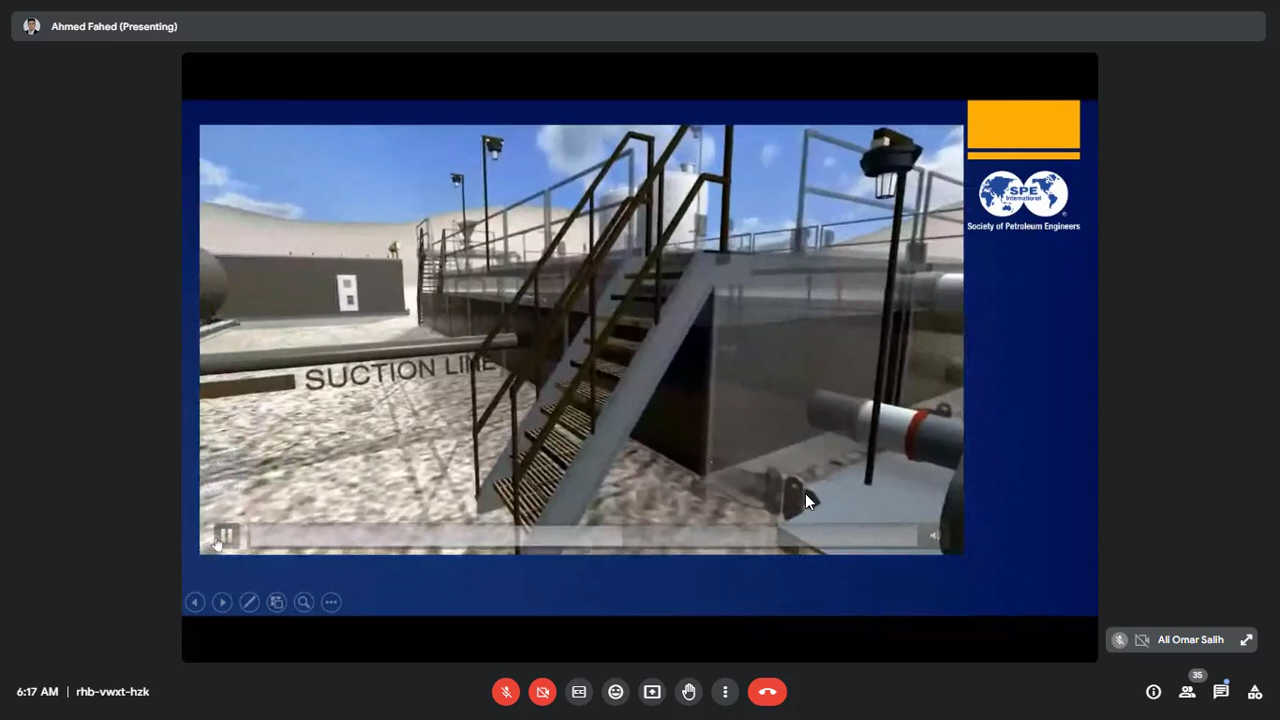 Ahmed Fahed (Presenting)
SPE
International
Society of Petroleum Engineers
SUCTION LINE
Ali Omar Salih
6:17 AM | rhb-vwxt-hzk
35